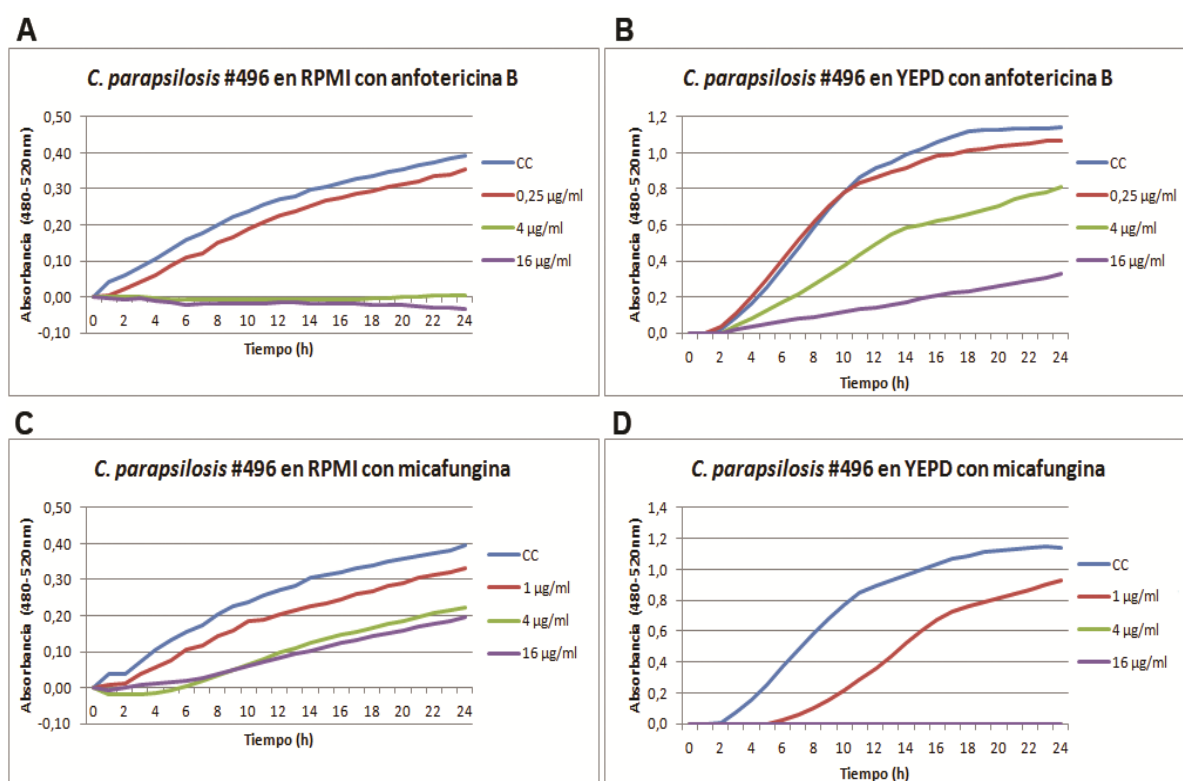 A
C. parapsilosis #496 en RPMI con anfotericina B
Absorbancia (480-520nm)
0,50
0,40
0,30
0,20
0,10
0,00
-0,10
0 2 4 6 8 10 12 14 16 18 20 22 24
Tiempo (h)
CC
0,25 µg/ml
4 µg/ml
16 µg/ml
B
C. parapsilosis #496 en YEPD con anfotericina B
Absorbancia (480-520nm)
1,2
1,0
0,8
0,6
0,4
0,2
0,0
0 2 4 6 8 10 12 14 16 18 20 22 24
Tiempo (h)
CC
0,25 µg/ml
4 µg/ml
16 µg/ml
C
C. parapsilosis #496 en RPMI con micafungina
Absorbancia (480-520nm)
0,50
0,40
0,30
0,20
0,10
0,00
-0,10
0 2 4 6 8 10 12 14 16 18 20 22 24
Tiempo (h)
CC
1 µg/ml
4 µg/ml
16 µg/ml
D
C. parapsilosis #496 en YEPD con micafungina
Absorbancia (480-520nm)
1,4
1,2
1,0
0,8
0,6
0,4
0,2
0,0
0 2 4 6 8 10 12 14 16 18 20 22 24
Tiempo (h)
CC
1 µg/ml
4 µg/ml
16 µg/ml